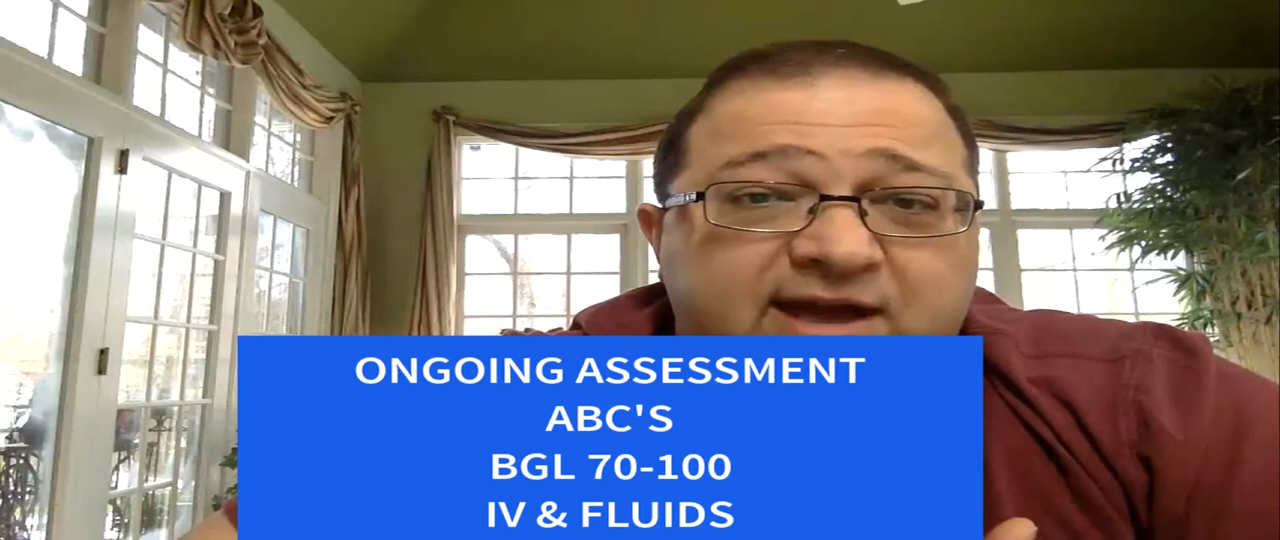 ONGOING ASSESSMENT
ABC'S
BGL 70-100
IV & FLUIDS